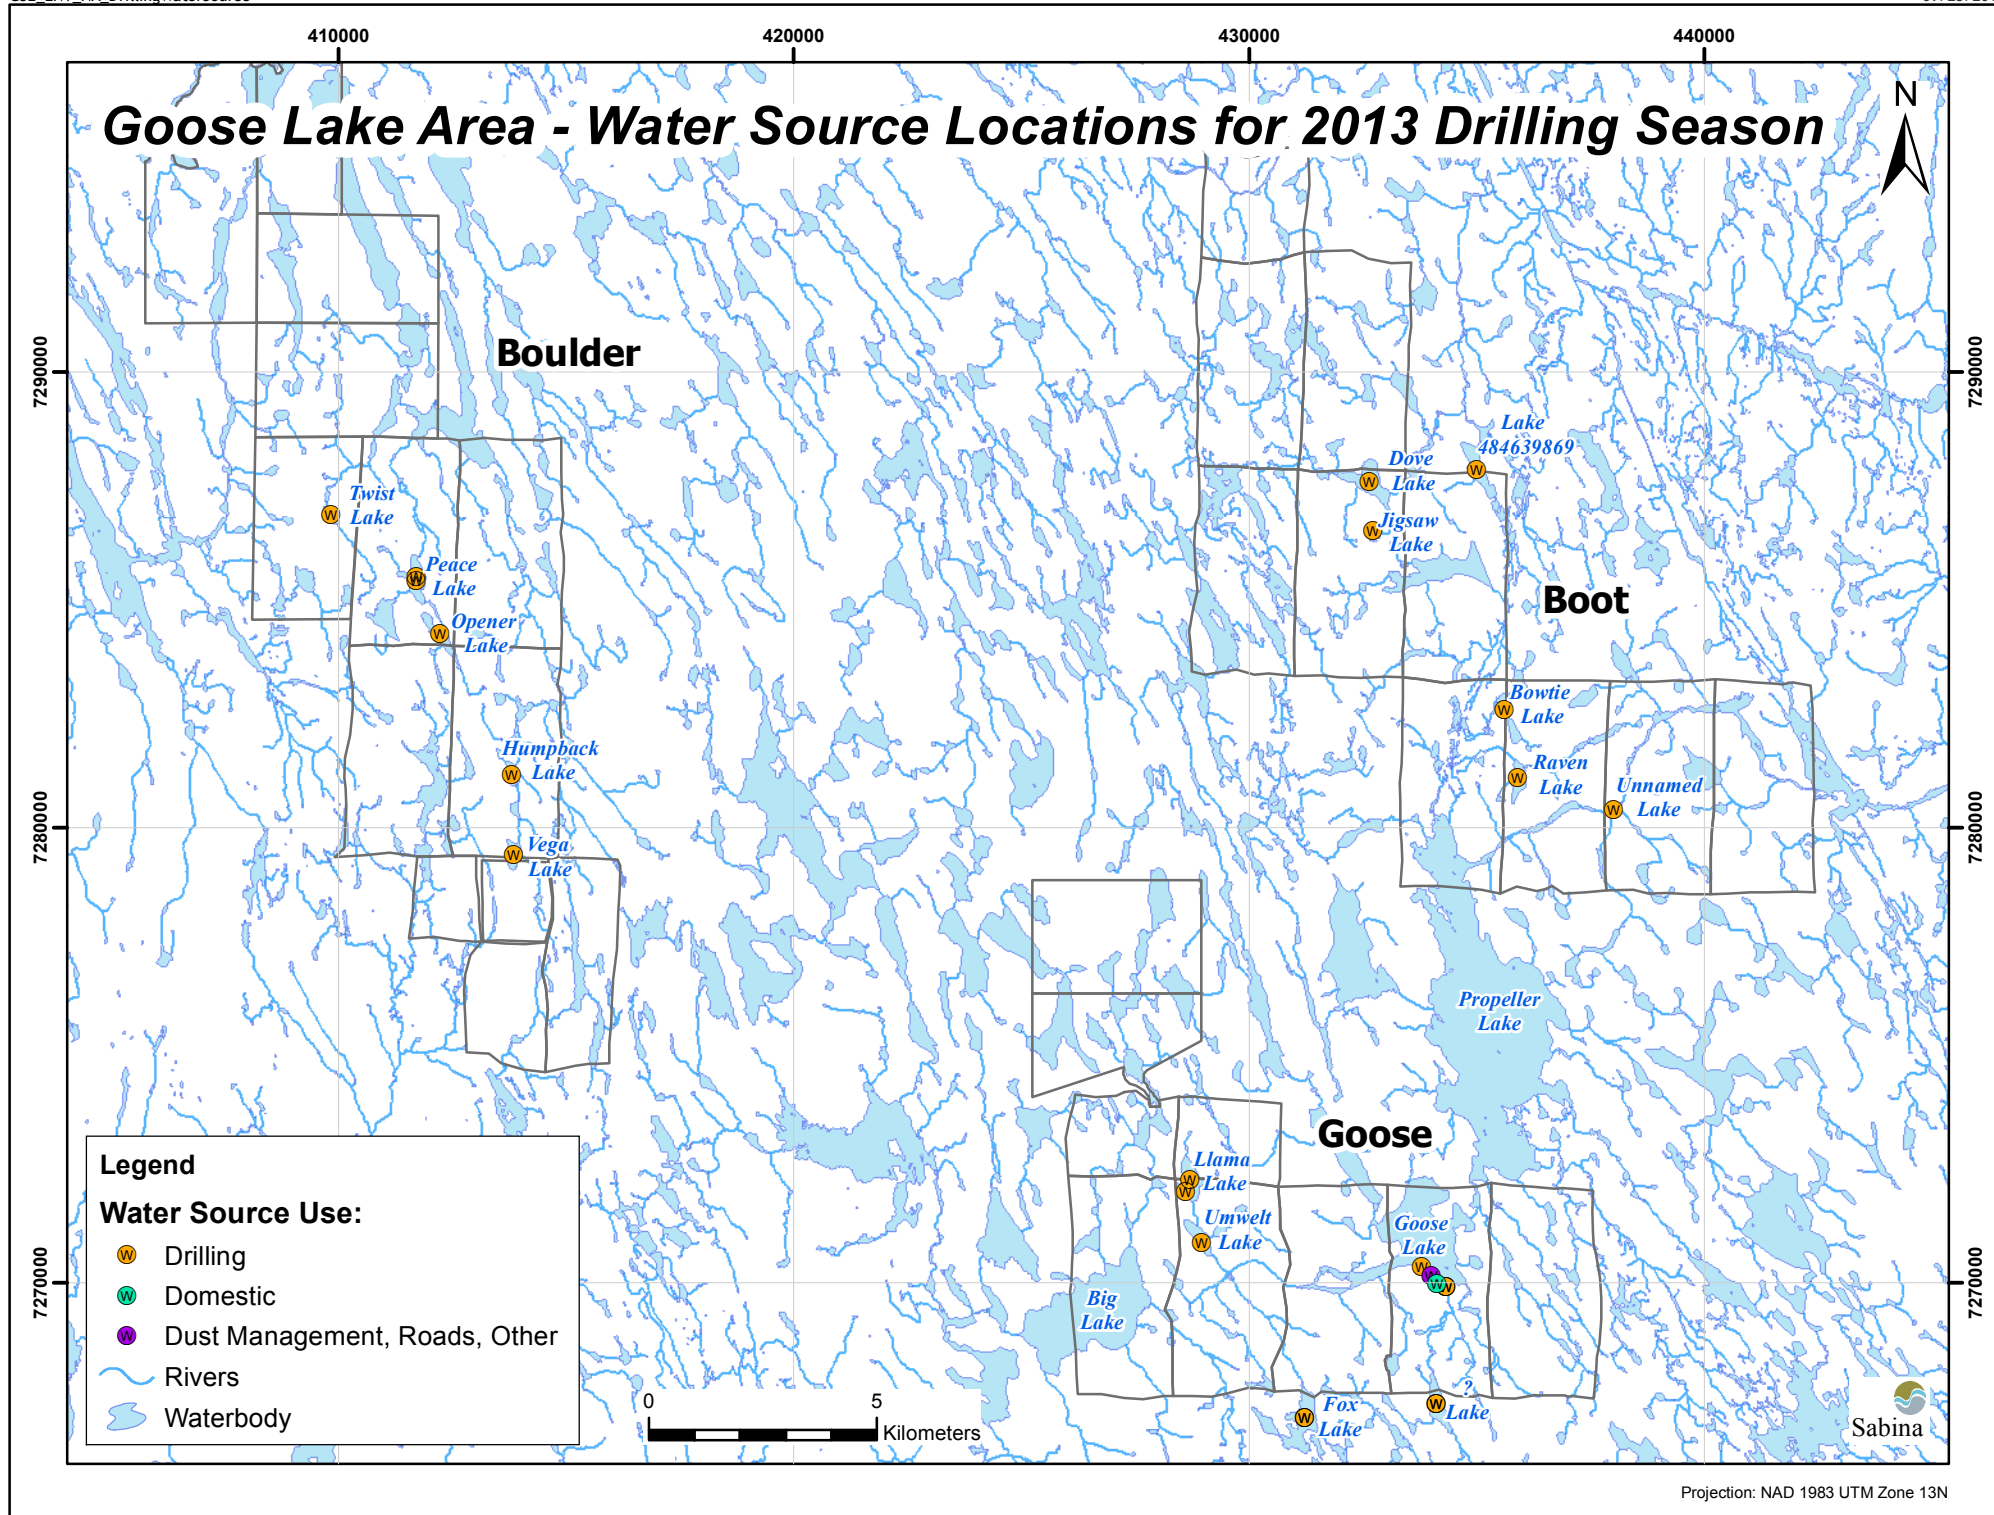 410000
420000
430000
440000
Goose Lake Area - Water Source Locations for 2013 Drilling Season
N
Boulder
7290000
7290000
Lake
484639869
Dove
Lake
Twist
Lake
Jigsaw
Lake
Peace
Lake
Boot
Opener
Lake
Bowtie
Lake
Humpback
Lake
Raven
Lake
Unnamed
Lake
7280000
7280000
Vega
Lake
Propeller
Lake
Goose
Llama
Lake
Umwelt
Lake
Goose
Lake
7270000
7270000
Big
Lake
?
Lake
Fox
Lake
Legend
Water Source Use:
W Drilling
W Domestic
W Dust Management, Roads, Other
Rivers
Waterbody
0 5
Kilometers
Sabina
Projection: NAD 1983 UTM Zone 13N